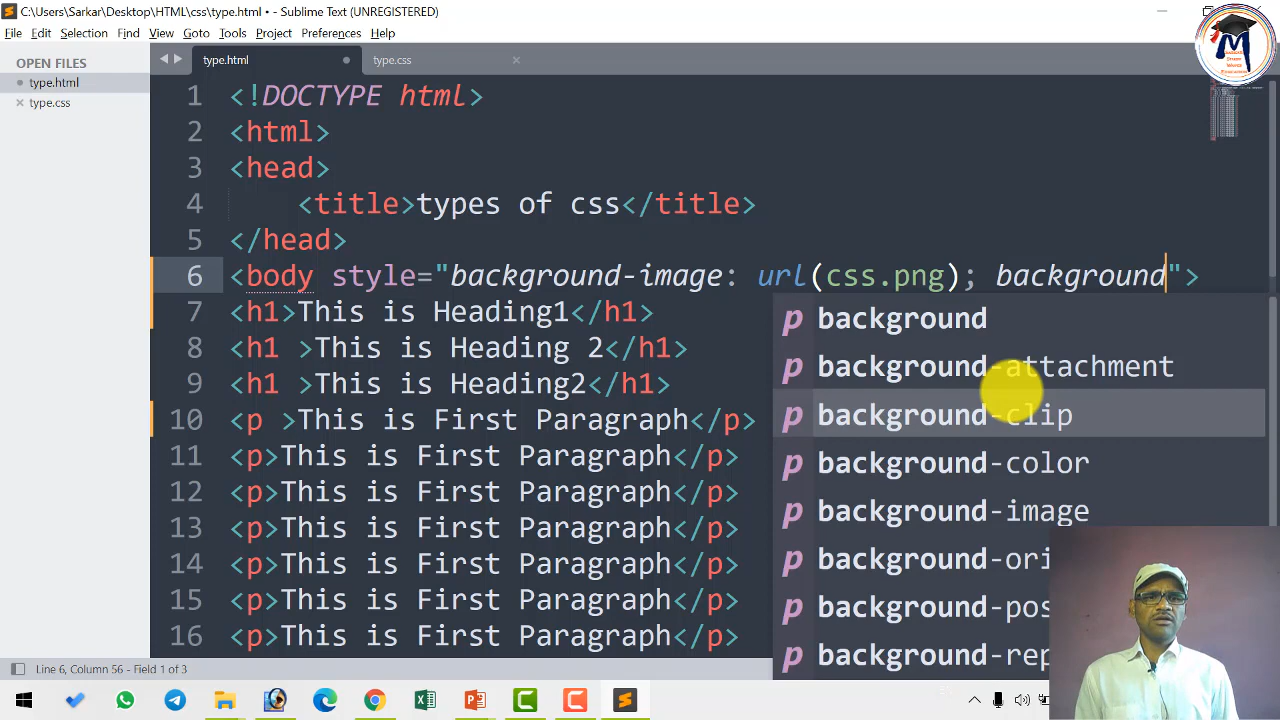 C:\Users\Sarkar\Desktop\HTML\css\type.html • - Sublime Text (UNREGISTERED)
File Edit Selection Find View Goto Tools Project Preferences Help
OPEN FILES
type.html
type.css
type.html
type.css
M
1 <!DOCTYPE html>
2 <html>
3 <head>
4 <title>types of css</title>
5 </head>
6 <body style="background-image: url(css.png); background">
7 <h1>This is Heading1</h1>
8 <h1 >This is Heading 2</h1>
9 <h1 >This is Heading2</h1>
10 <p >This is First Paragraph</p>
11 <p>This is First Paragraph</p>
12 <p>This is First Paragraph</p>
13 <p>This is First Paragraph</p>
14 <p>This is First Paragraph</p>
15 <p>This is First Paragraph</p>
16 <p>This is First Paragraph</p>
p background
p background-attachment
p background-clip
p background-color
p background-image
p background-ori
p background-pos
p background-rep
Line 6, Column 56 - Field 1 of 3